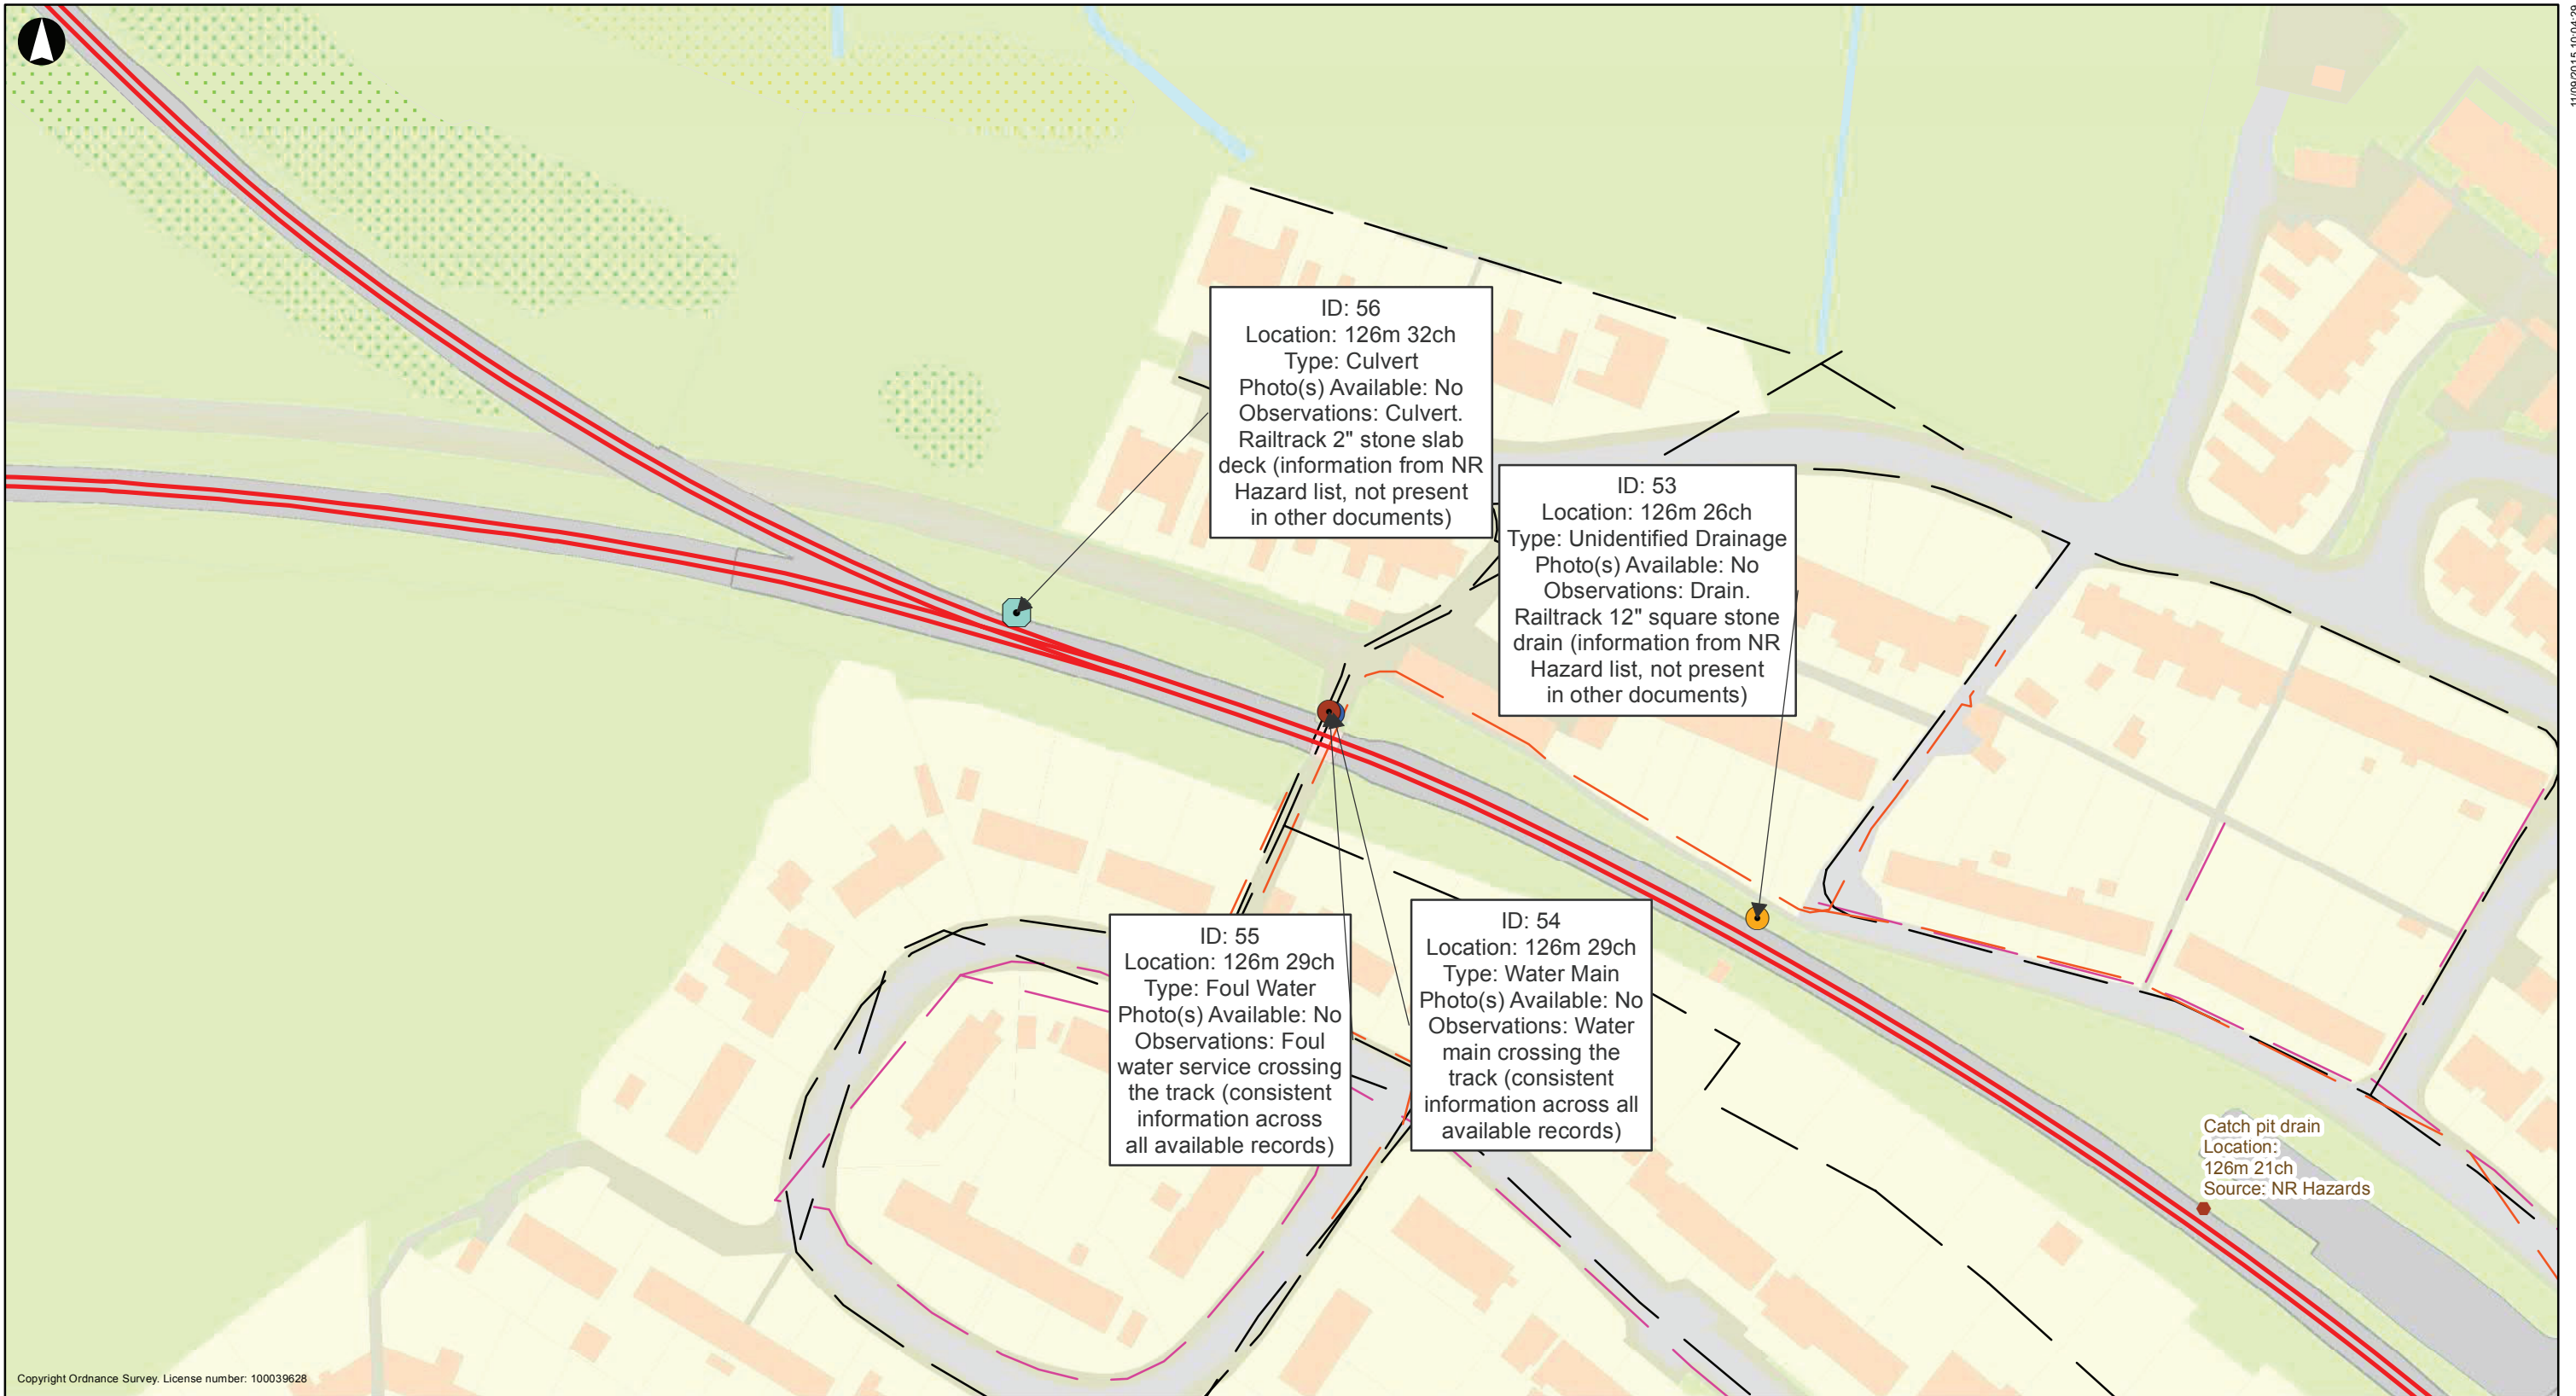 11/09/2015 10:04:29
ID: 56
Location: 126m 32ch
Type: Culvert
Photo(s) Available: No
Observations: Culvert.
Railtrack 2" stone slab
deck (information from NR
Hazard list, not present
in other documents)
ID: 53
Location: 126m 26ch
Type: Unidentified Drainage
Photo(s) Available: No
Observations: Drain.
Railtrack 12" square stone
drain (information from NR
Hazard list, not present
in other documents)
ID: 55
Location: 126m 29ch
Type: Foul Water
Photo(s) Available: No
Observations: Foul
water service crossing
the track (consistent
information across
all available records)
ID: 54
Location: 126m 29ch
Type: Water Main
Photo(s) Available: No
Observations: Water
main crossing the
track (consistent
information across all
available records)
Catch pit drain
Location:
126m 21ch
Source: NR Hazards
Copyright Ordnance Survey. License number: 100039628